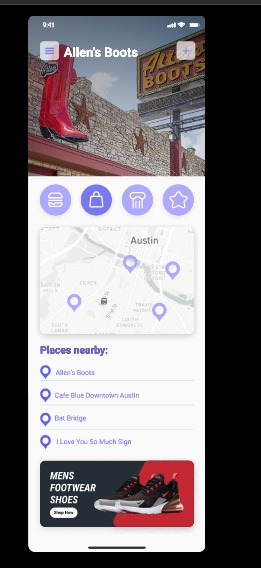 9:41
Allen's Boots
ALLENS
BOOTS
Austin
Places nearby:
Allen's Boots
Cafe Blue Downtown Austin
Bat Bridge
I Love You So Much Sign
MENS
FOOTWEAR
SHOES
Shop Now